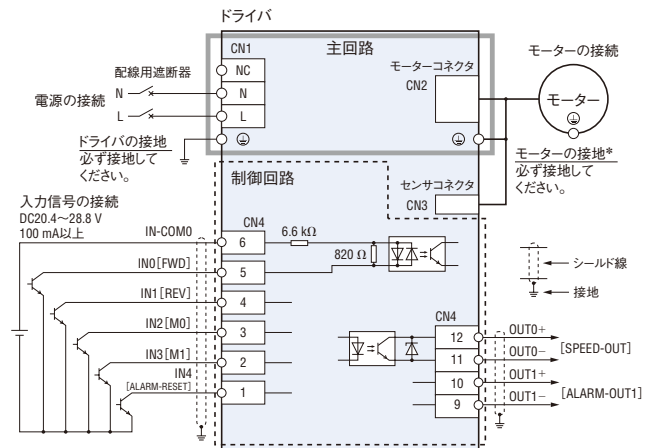 ドライバ
主回路
CN1
NC
N
L
配線用遮断器
N
L
電源の接続
ドライバの接地
必ず接地して
ください。
モーターコネクタ
CN2
モーターの接続
モーター
モーターの接地*
必ず接地して
ください。
制御回路
センサコネクタ
CN3
入力信号の接続
DC20.4～28.8 V
100 mA以上
CN4
IN-COM0
6
6.6 kΩ
820 Ω
IN0[FWD]
5
IN1[REV]
4
IN2[M0]
3
IN3[M1]
2
IN4
[ALARM-RESET]
1
シールド線
接地
CN4
12
OUT0+
11
OUT0−
[SPEED-OUT]
10
OUT1+
9
OUT1−
[ALARM-OUT1]